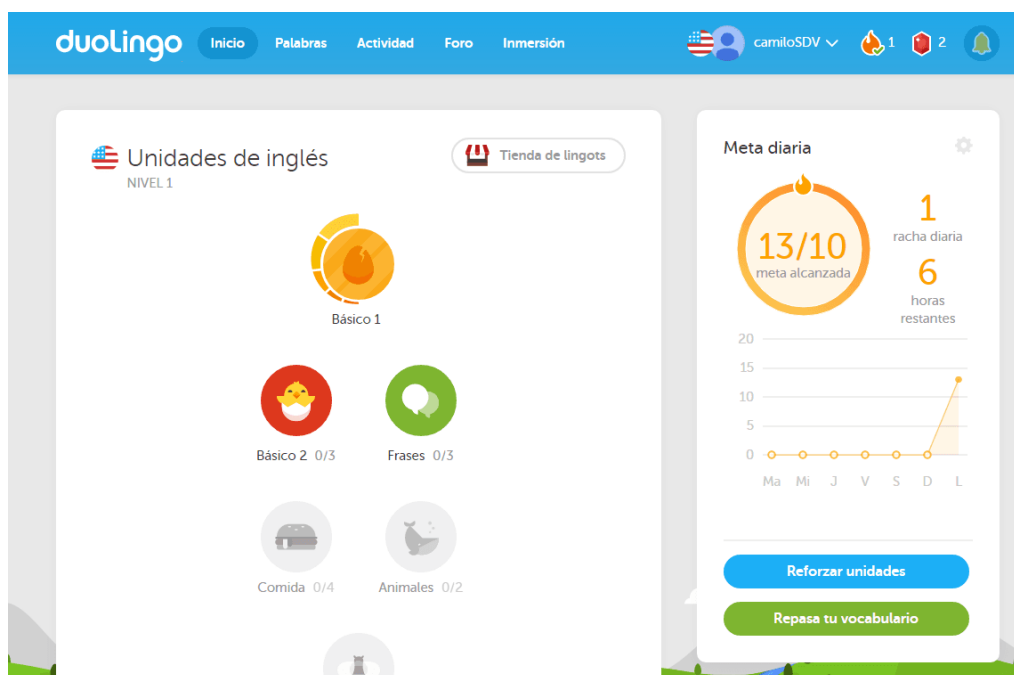 duolingo Inicio Palabras Actividad Foro Inmersión camiloSDV 1 2
Unidades de inglés
NIVEL 1
Tienda de lingots
Básico 1
Básico 2 0/3 Frases 0/3
Comida 0/4 Animales 0/2
Meta diaria
13/10
meta alcanzada
1
racha diaria
6
horas
restantes
20
15
10
5
0
Ma Mi J V S D L
Reforzar unidades
Repasa tu vocabulario